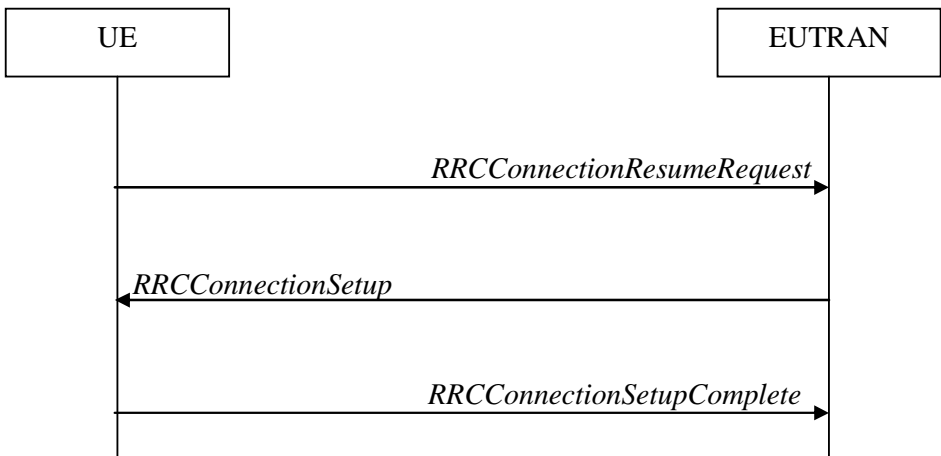 UE
EUTRAN
RRCConnectionResumeRequest
RRCConnectionSetup
RRCConnectionSetupComplete